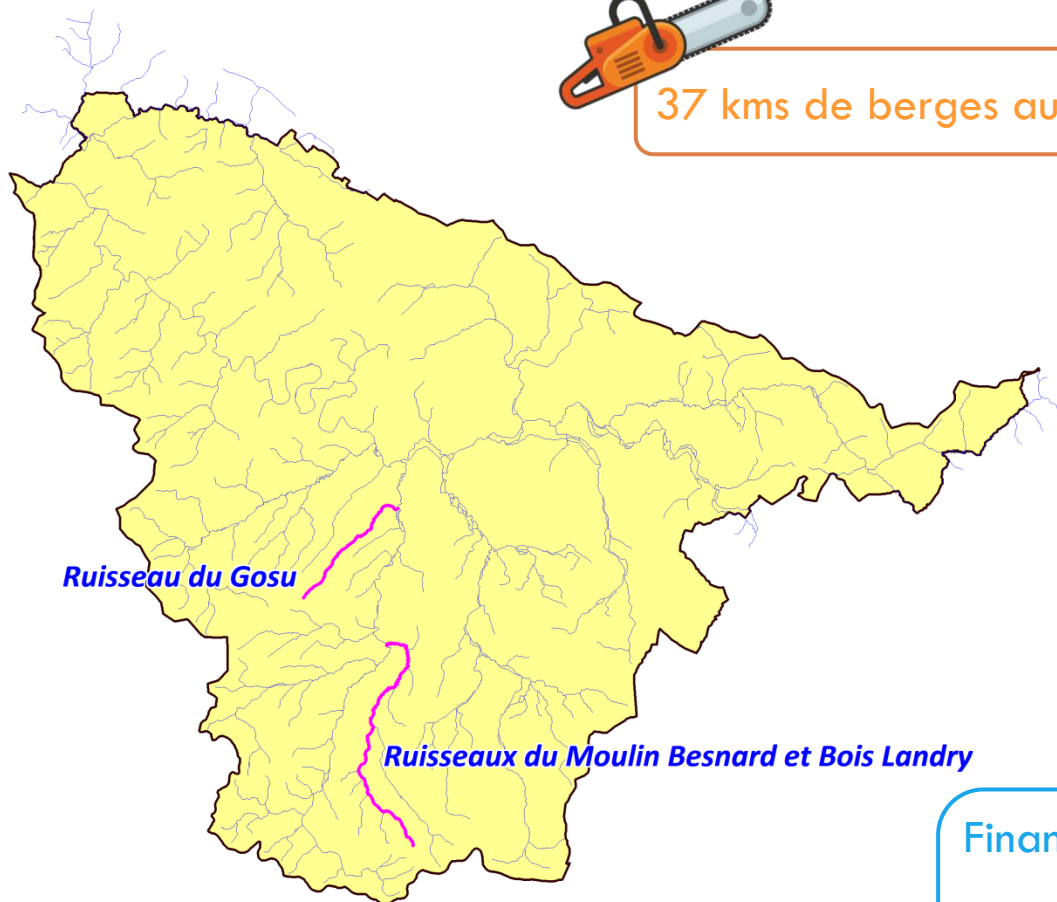 37 kms de berges au
Ruisseau du Gosu
Ruisseaux du Moulin Besnard et Bois Landry
Finan